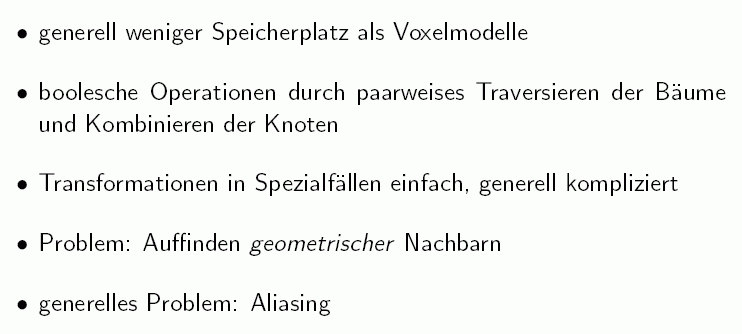 • generell weniger Speicherplatz als Voxelmodelle
• boolesche Operationen durch paarweises Traversieren der Bäume
und Kombinieren der Knoten
• Transformationen in Spezialfällen einfach, generell kompliziert
• Problem: Auffinden geometrischer Nachbarn
• generelles Problem: Aliasing